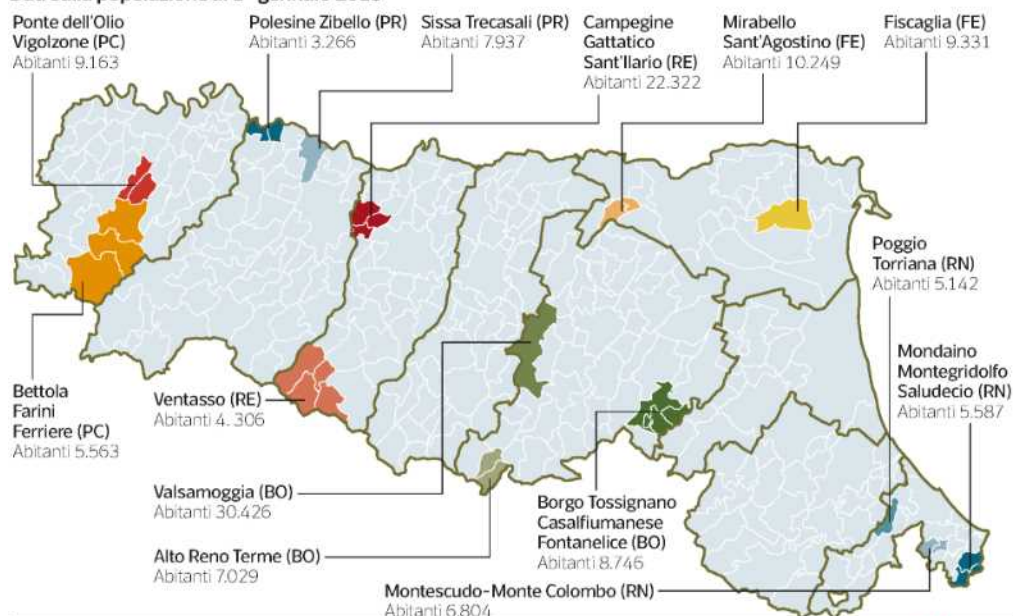 Ponte dell'Olio
Vigolzone (PC)
Abitanti 9.163
Polesine Zibello (PR)
Abitanti 3.266
Sissa Trecasali (PR)
Abitanti 7.937
Campegine
Gattatico
Sant'Ilario (RE)
Abitanti 22.322
Mirabello
Sant'Agostino (FE)
Abitanti 10.249
Fiscaglia (FE)
Abitanti 9.331
Poggio
Torriana (RN)
Abitanti 5.142
Mondaino
Montegridolfo
Saludecio (RN)
Abitanti 5.587
Bettola
Farini
Ferriere (PC)
Abitanti 5.563
Ventasso (RE)
Abitanti 4.306
Valsamoggia (BO)
Abitanti 30.426
Alto Reno Terme (BO)
Abitanti 7.029
Borgo Tossignano
Casalfiumanese
Fontanelice (BO)
Abitanti 8.746
Montescudo-Monte Colombo (RN)
Abitanti 6.804